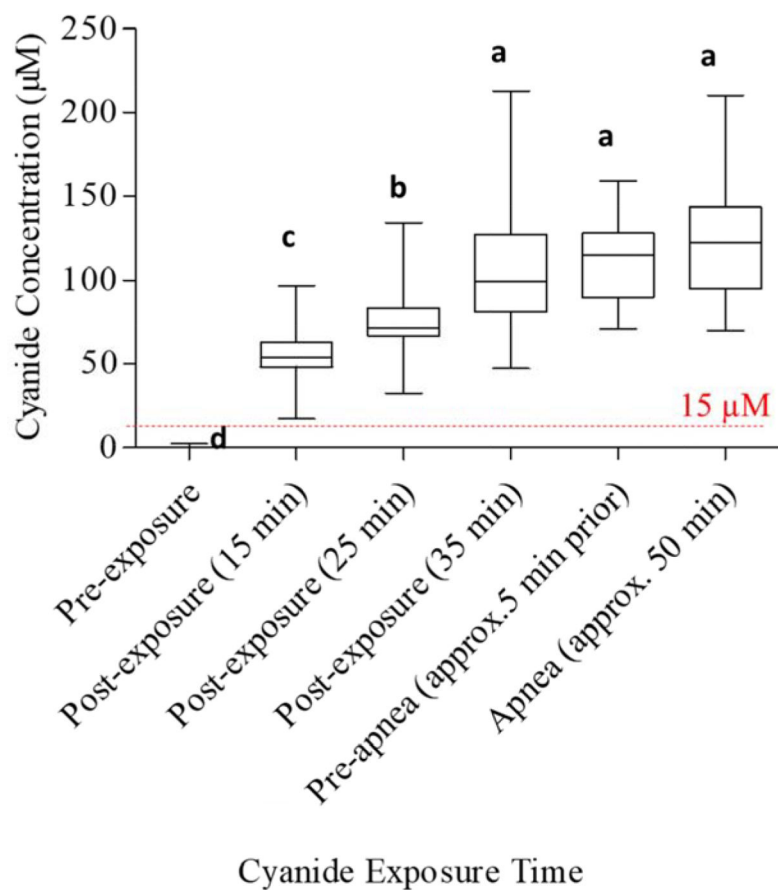 Cyanide Concentration (µM)
250
200
150
100
50
0
a
a
a
b
c
d
15 µM
Pre-exposure
Post-exposure (15 min)
Post-exposure (25 min)
Post-exposure (35 min)
Pre-apnea (approx.5 min prior)
Apnea (approx. 50 min)
Cyanide Exposure Time